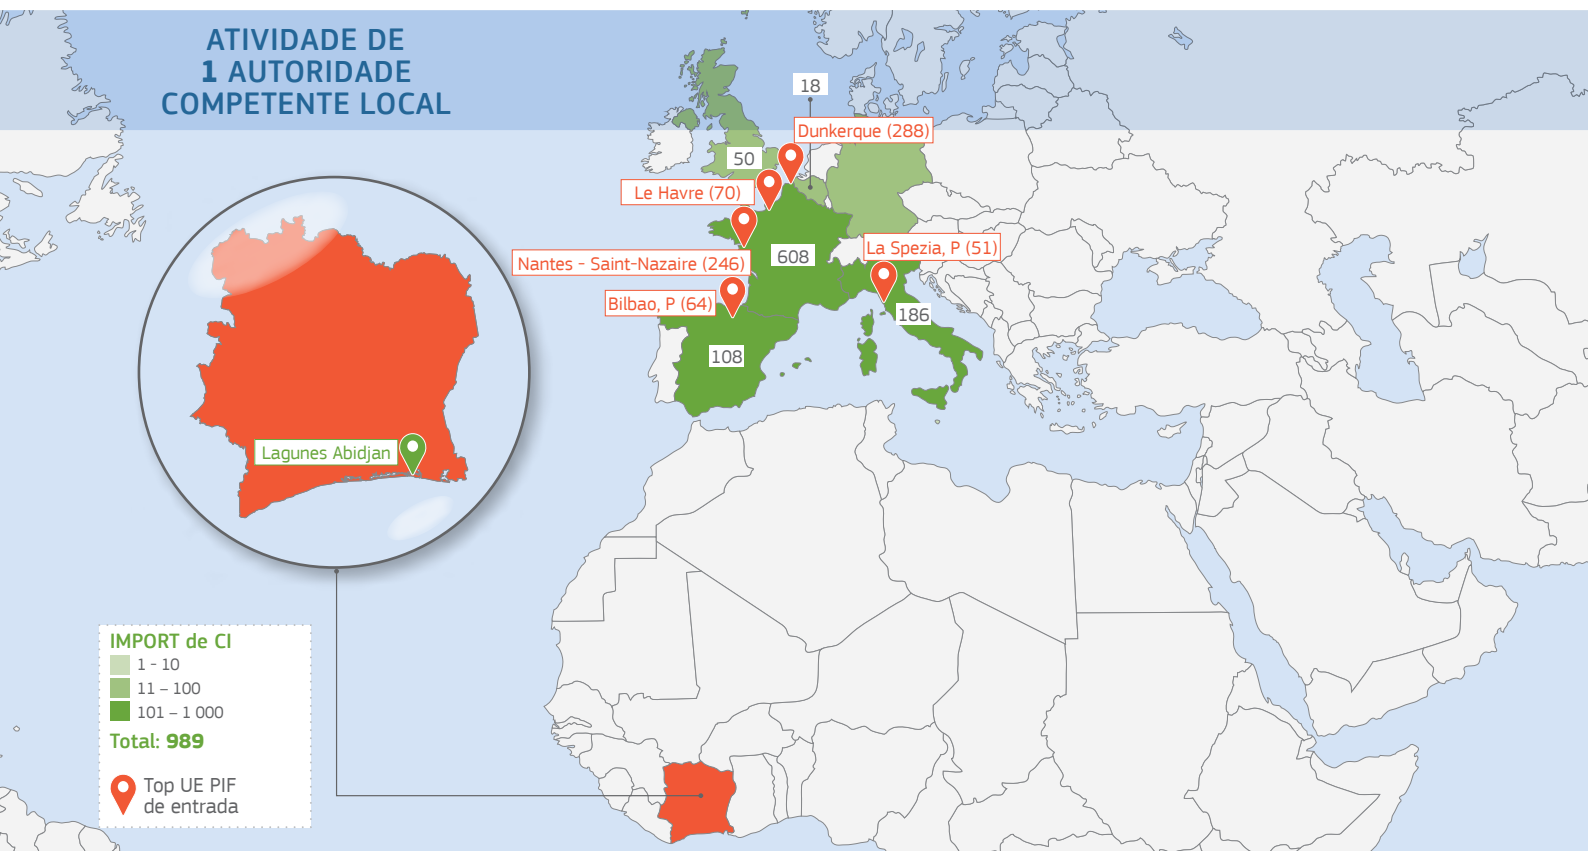 ATIVIDADE DE
1 AUTORIDADE
COMPETENTE LOCAL
18
Dunkerque (288)
50
Le Havre (70)
608
La Spezia, P (51)
Nantes - Saint-Nazaire (246)
Bilbao, P (64)
186
108
Lagunes Abidjan
IMPORT de CI
1 - 10
11 – 100
101 – 1 000
Total: 989
Top UE PIF
de entrada